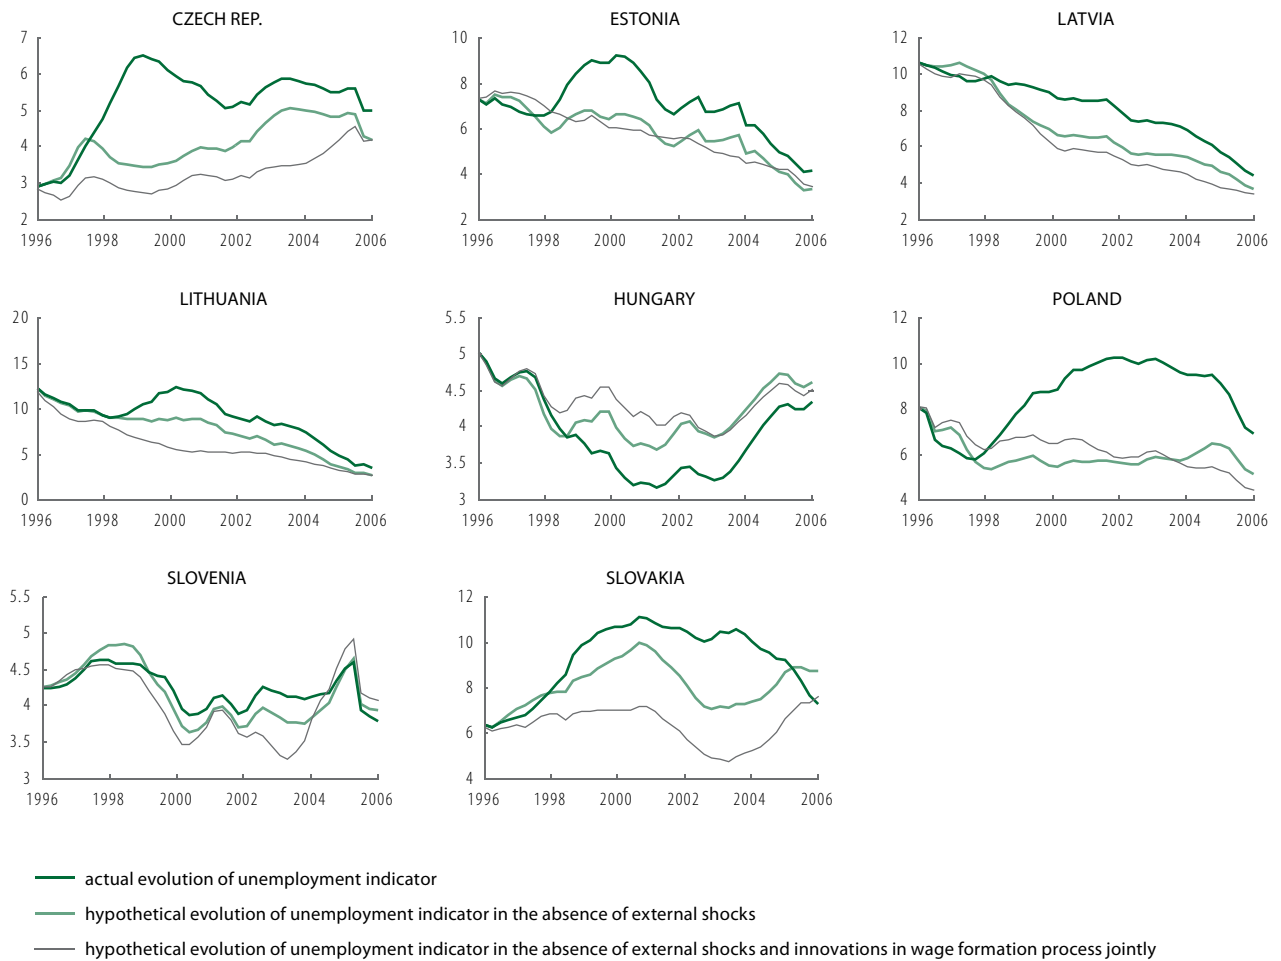 CZECH REP.
7
6
5
4
3
2
1996 1998 2000 2002 2004 2006
ESTONIA
10
8
6
4
2
1996 1998 2000 2002 2004 2006
LATVIA
12
10
8
6
4
2
1996 1998 2000 2002 2004 2006
LITHUANIA
20
15
10
5
0
1996 1998 2000 2002 2004 2006
HUNGARY
5.5
5
4.5
4
3.5
3
1996 1998 2000 2002 2004 2006
POLAND
12
10
8
6
4
1996 1998 2000 2002 2004 2006
SLOVENIA
5.5
5
4.5
4
3.5
3
1996 1998 2000 2002 2004 2006
SLOVAKIA
12
10
8
6
4
1996 1998 2000 2002 2004 2006
actual evolution of unemployment indicator
hypothetical evolution of unemployment indicator in the absence of external shocks
hypothetical evolution of unemployment indicator in the absence of external shocks and innovations in wage formation process jointly